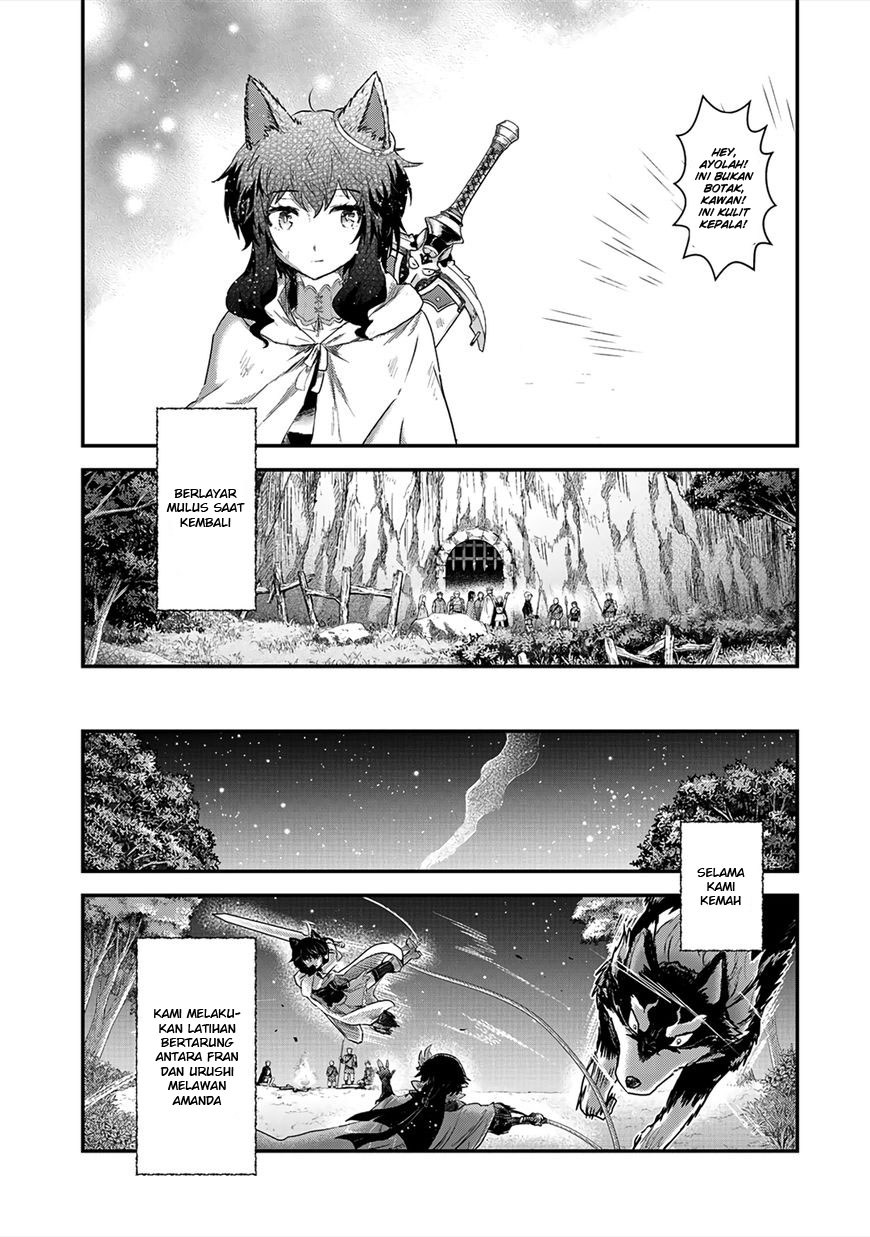 HEY,
AYOLAH!
INI BUKAN
BOTAK,
KAWAN!
INI KULIT
KEPALA!
BERLAYAR
MULUS SAAT
KEMBALI
SELAMA
KAMI
KEMAH
KAMI MELAKU-
KAN LATIHAN
BERTARUNG
ANTARA FRAN
DAN URUSHI
MELAWAN
AMANDA